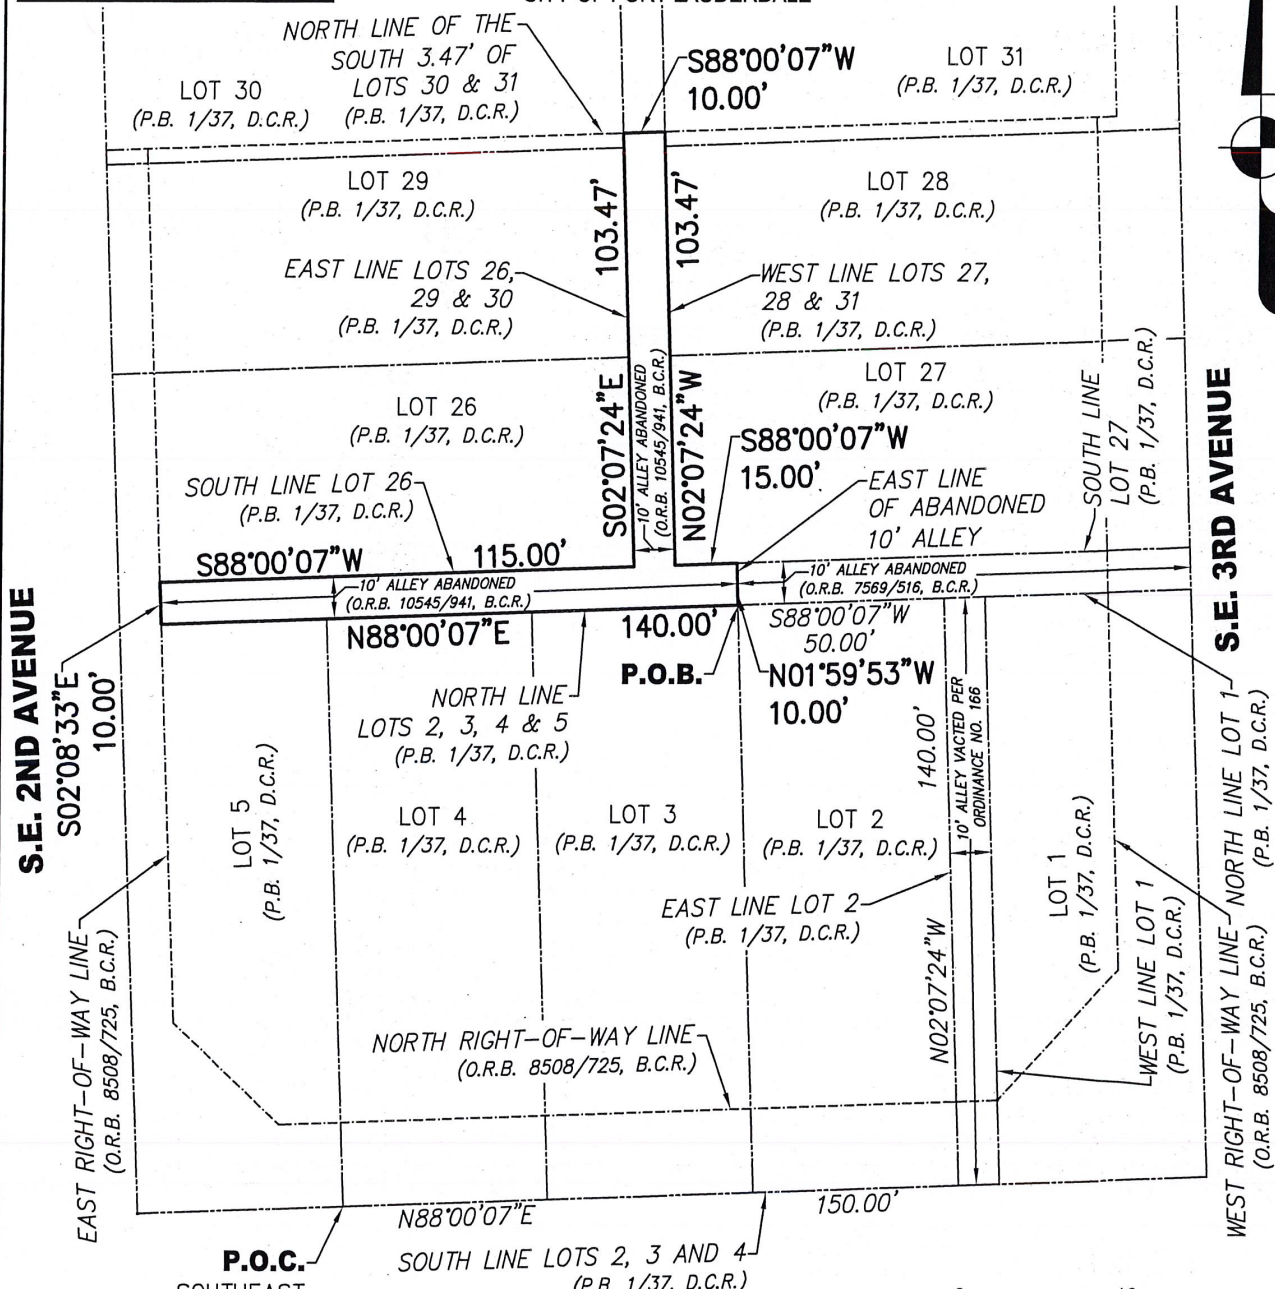 NORTH LINE OF THE
SOUTH 3.47' OF
LOTS 30 & 31
(P.B. 1/37, D.C.R.)
LOT 30
(P.B. 1/37, D.C.R.)
S88°00'07"W
10.00'
LOT 31
(P.B. 1/37, D.C.R.)
LOT 29
(P.B. 1/37, D.C.R.)
103.47'
103.47'
LOT 28
(P.B. 1/37, D.C.R.)
EAST LINE LOTS 26,
29 & 30
(P.B. 1/37, D.C.R.)
WEST LINE LOTS 27,
28 & 31
(P.B. 1/37, D.C.R.)
LOT 26
(P.B. 1/37, D.C.R.)
S02°07'24"E
10' ALLEY ABANDONED
(O.R.B. 10545/941, B.C.R.)
N02°07'24"W
LOT 27
(P.B. 1/37, D.C.R.)
SOUTH LINE
LOT 27
(P.B. 1/37, D.C.R.)
S.E. 3RD AVENUE
S88°00'07"W
15.00'
EAST LINE
OF ABANDONED
10' ALLEY
SOUTH LINE LOT 26
(P.B. 1/37, D.C.R.)
S88°00'07"W
115.00'
10' ALLEY ABANDONED
(O.R.B. 10545/941, B.C.R.)
10' ALLEY ABANDONED
(O.R.B. 7569/516, B.C.R.)
S.E. 2ND AVENUE
S02°08'33"E
10.00'
N88°00'07"E
140.00'
S88°00'07"W
50.00'
P.O.B.
N01°59'53"W
10.00'
NORTH LINE
LOTS 2, 3, 4 & 5
(P.B. 1/37, D.C.R.)
140.00'
10' ALLEY VACTED PER
ORDINANCE NO. 166
NORTH LINE LOT 1
(P.B. 1/37, D.C.R.)
LOT 5
(P.B. 1/37, D.C.R.)
LOT 4
(P.B. 1/37, D.C.R.)
LOT 3
(P.B. 1/37, D.C.R.)
LOT 2
(P.B. 1/37, D.C.R.)
LOT 1
(P.B. 1/37, D.C.R.)
EAST LINE LOT 2
(P.B. 1/37, D.C.R.)
N02°07'24"W
WEST LINE LOT 1
(P.B. 1/37, D.C.R.)
WEST RIGHT-OF-WAY LINE
(O.R.B. 8508/725, B.C.R.)
EAST RIGHT-OF-WAY LINE
(O.R.B. 8508/725, B.C.R.)
NORTH RIGHT-OF-WAY LINE
(O.R.B. 8508/725, B.C.R.)
N88°00'07"E
150.00'
P.O.C.
SOUTH LINE LOTS 2, 3 AND 4
(P.B. 1/37, D.C.R.)
SOUTHEAST